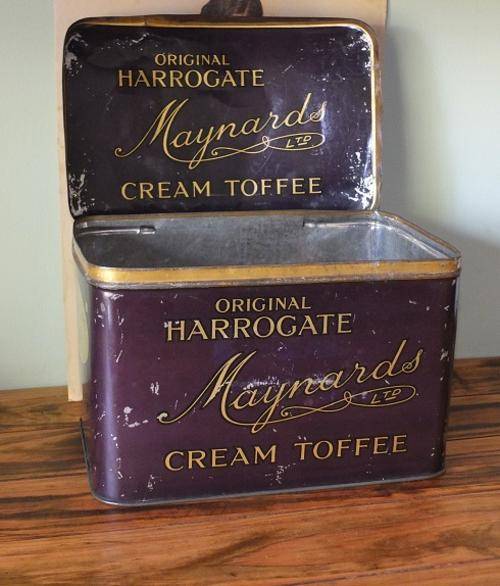 ORIGINAL
HARROGATE
Maynards
LTD
CREAM TOFFEE
ORIGINAL
HARROGATE
Maynards
LTD
CREAM TOFFEE